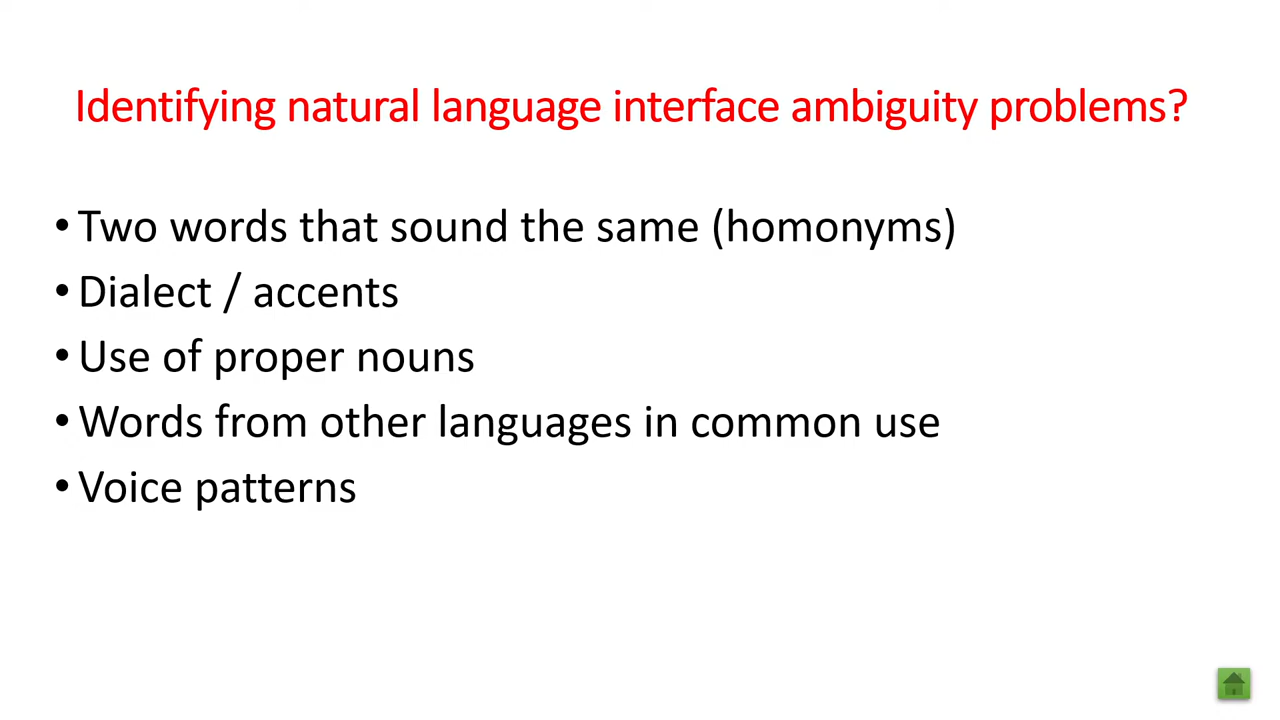 Identifying natural language interface ambiguity problems?
• Two words that sound the same (homonyms)
• Dialect / accents
• Use of proper nouns
• Words from other languages in common use
• Voice patterns